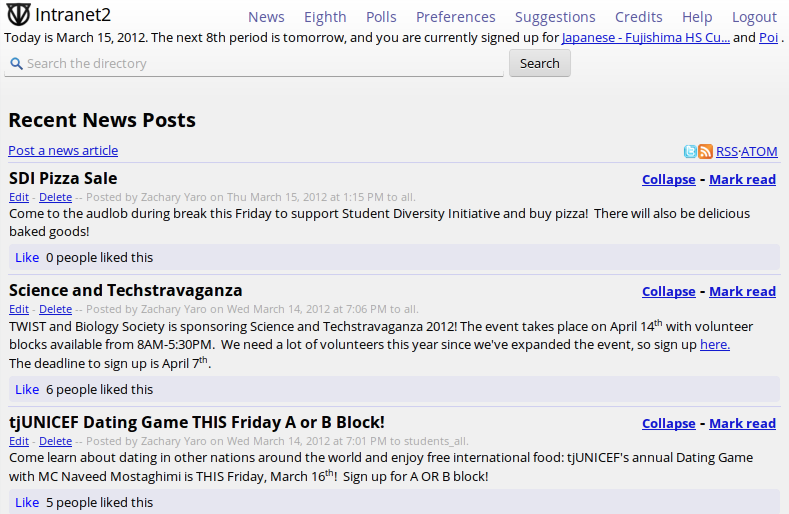 Intranet2
News Eighth Polls Preferences Suggestions Credits Help Logout
Today is March 15, 2012. The next 8th period is tomorrow, and you are currently signed up for Japanese - Fujishima HS Cu... and Poi .
Search the directory Search
Recent News Posts
Post a news article RSS·ATOM
SDI Pizza Sale Collapse - Mark read
Edit - Delete -- Posted by Zachary Yaro on Thu March 15, 2012 at 1:15 PM to all.
Come to the audlob during break this Friday to support Student Diversity Initiative and buy pizza! There will also be delicious
baked goods!
Like 0 people liked this
Science and Techstravaganza Collapse - Mark read
Edit - Delete -- Posted by Zachary Yaro on Wed March 14, 2012 at 7:06 PM to all.
TWIST and Biology Society is sponsoring Science and Techstravaganza 2012! The event takes place on April 14th with volunteer
blocks available from 8AM-5:30PM. We need a lot of volunteers this year since we've expanded the event, so sign up here.
The deadline to sign up is April 7th.
Like 6 people liked this
tjUNICEF Dating Game THIS Friday A or B Block! Collapse - Mark read
Edit - Delete -- Posted by Zachary Yaro on Wed March 14, 2012 at 7:01 PM to students_all.
Come learn about dating in other nations around the world and enjoy free international food: tjUNICEF's annual Dating Game
with MC Naveed Mostaghimi is THIS Friday, March 16th! Sign up for A OR B block!
Like 5 people liked this